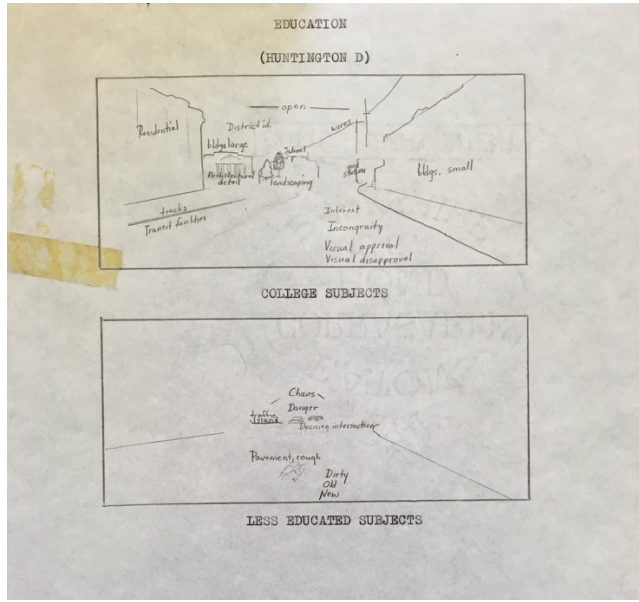 EDUCATION
(HUNTINGTON D)
open
wires
Residential
District id
bldgs. large
School
Architectural
detail
landscaping
bldgs. small
tracks
Transit facilities
Interest
Incongruity
Visual approval
Visual disapproval
COLLEGE SUBJECTS
Chaos
Danger
traffic
island
Decision intersection
Pavement, rough
Dirty
Old
New
LESS EDUCATED SUBJECTS